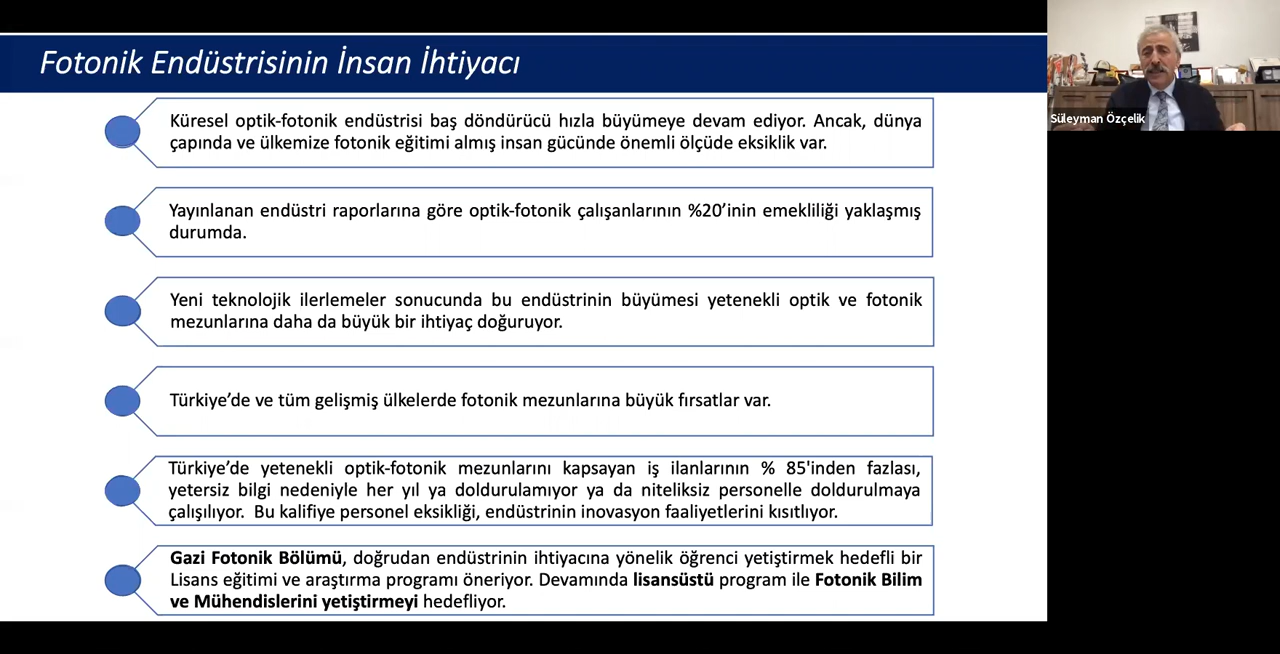 Fotonik Endüstrisinin İnsan İhtiyacı
Küresel optik-fotonik endüstrisi baş döndürücü hızla büyümeye devam ediyor. Ancak, dünya
çapında ve ülkemize fotonik eğitimi almış insan gücünde önemli ölçüde eksiklik var.
Yayınlanan endüstri raporlarına göre optik-fotonik çalışanlarının %20’inin emekliliği yaklaşmış
durumda.
Yeni teknolojik ilerlemeler sonucunda bu endüstrinin büyümesi yetenekli optik ve fotonik
mezunlarına daha da büyük bir ihtiyaç doğuruyor.
Türkiye’de ve tüm gelişmiş ülkelerde fotonik mezunlarına büyük fırsatlar var.
Türkiye’de yetenekli optik-fotonik mezunlarını kapsayan iş ilanlarının % 85'inden fazlası,
yetersiz bilgi nedeniyle her yıl ya doldurulamıyor ya da niteliksiz personelle doldurulmaya
çalışılıyor. Bu kalifiye personel eksikliği, endüstrinin inovasyon faaliyetlerini kısıtlıyor.
Gazi Fotonik Bölümü, doğrudan endüstrinin ihtiyacına yönelik öğrenci yetiştirmek hedefli bir
Lisans eğitimi ve araştırma programı öneriyor. Devamında lisansüstü program ile Fotonik Bilim
ve Mühendislerini yetiştirmeyi hedefliyor.
Süleyman Özçelik